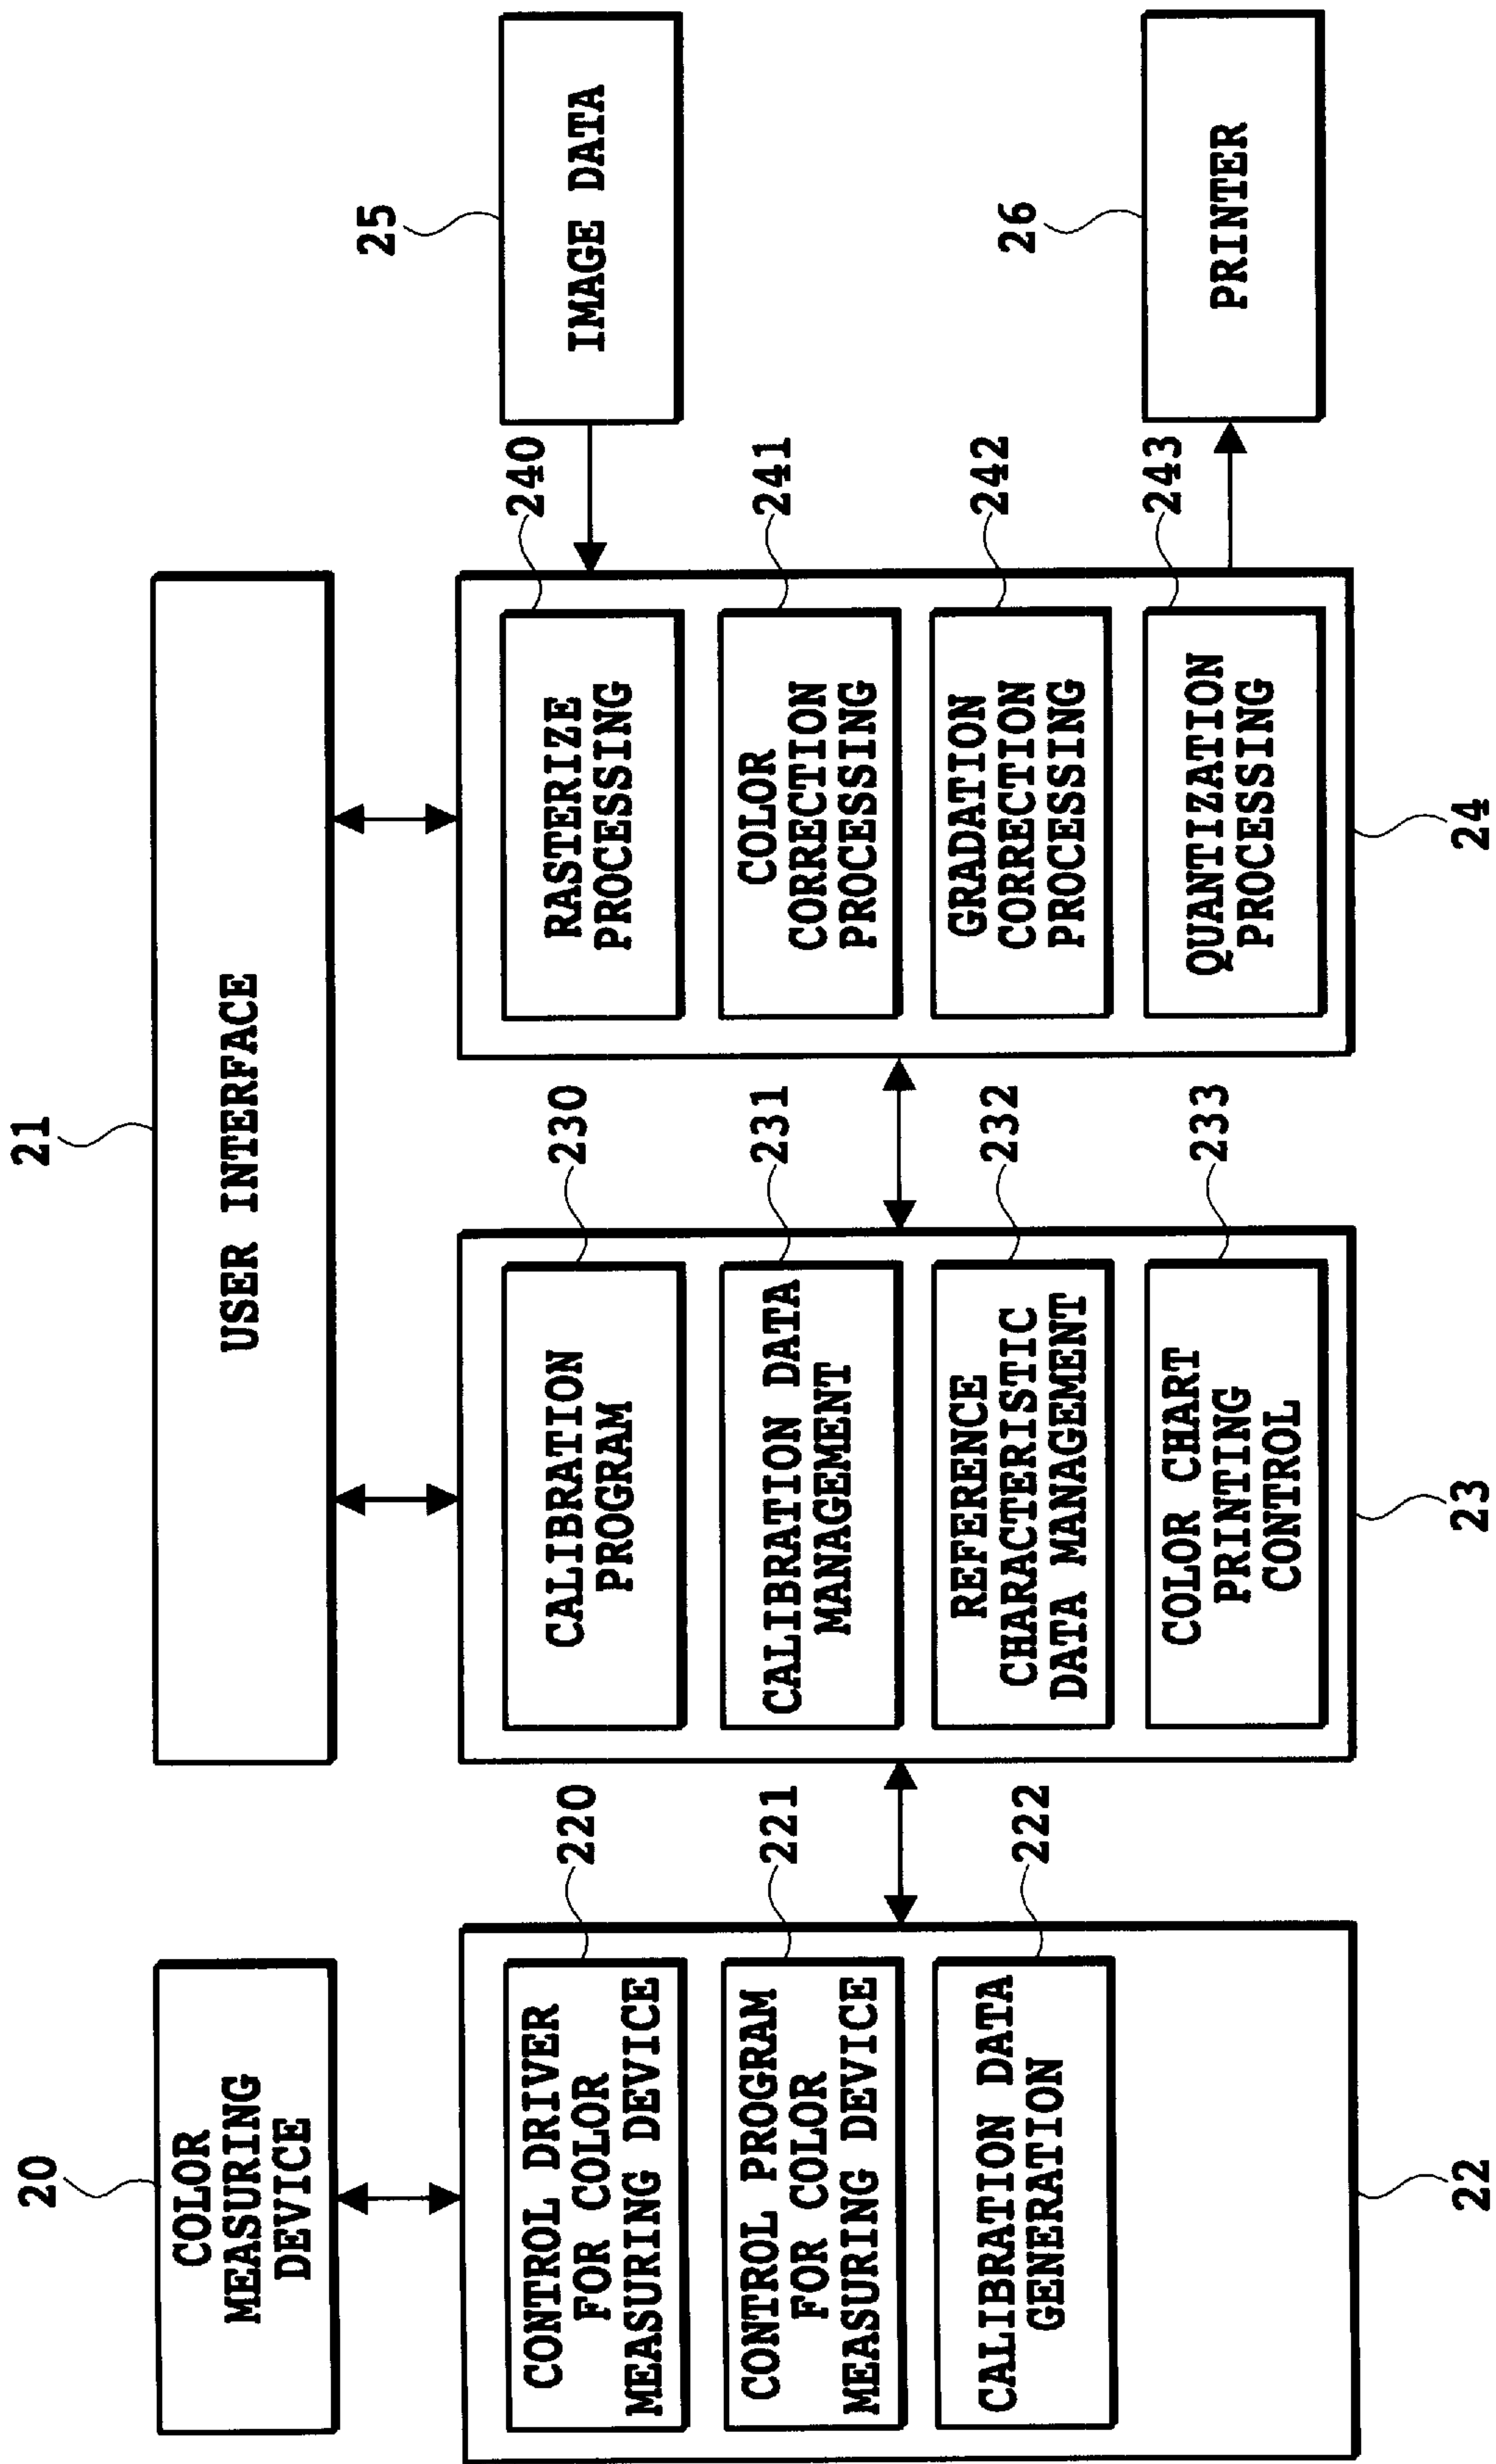 20
COLOR
MEASURING
DEVICE
21
USER INTERFACE
220
CONTROL DRIVER
FOR COLOR
MEASURING DEVICE
221
CONTROL PROGRAM
FOR COLOR
MEASURING DEVICE
222
CALIBRATION DATA
GENERATION
22
230
CALIBRATION
PROGRAM
231
CALIBRATION DATA
MANAGEMENT
232
REFERENCE
CHARACTERISTIC
DATA MANAGEMENT
233
COLOR CHART
PRINTING
CONTROL
23
240
RASTERIZE
PROCESSING
241
COLOR
CORRECTION
PROCESSING
242
GRADATION
CORRECTION
PROCESSING
243
QUANTIZATION
PROCESSING
24
25
IMAGE DATA
26
PRINTER